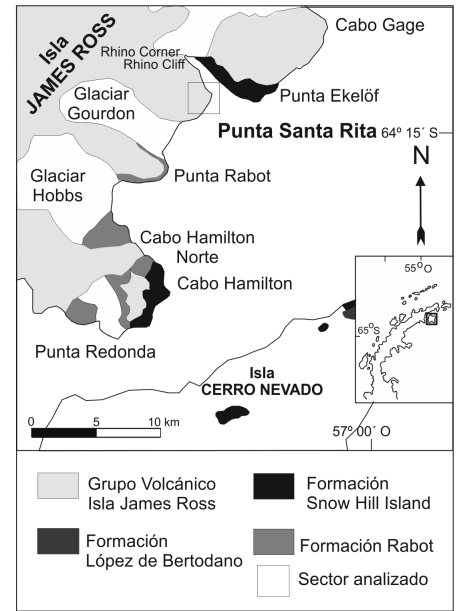 Cabo Gage
Isla
JAMES ROSS
Rhino Corner
Rhino Cliff
Glaciar
Gourdon
Punta Ekelöf
Punta Santa Rita 64º 15´ S
N
Punta Rabot
Glaciar
Hobbs
Cabo Hamilton
Norte
Cabo Hamilton
55º O
65ºS
Punta Redonda
Isla
CERRO NEVADO
0 5 10 km
57º 00´ O
Grupo Volcánico
Isla James Ross
Formación
Snow Hill Island
Formación
López de Bertodano
Formación Rabot
Sector analizado